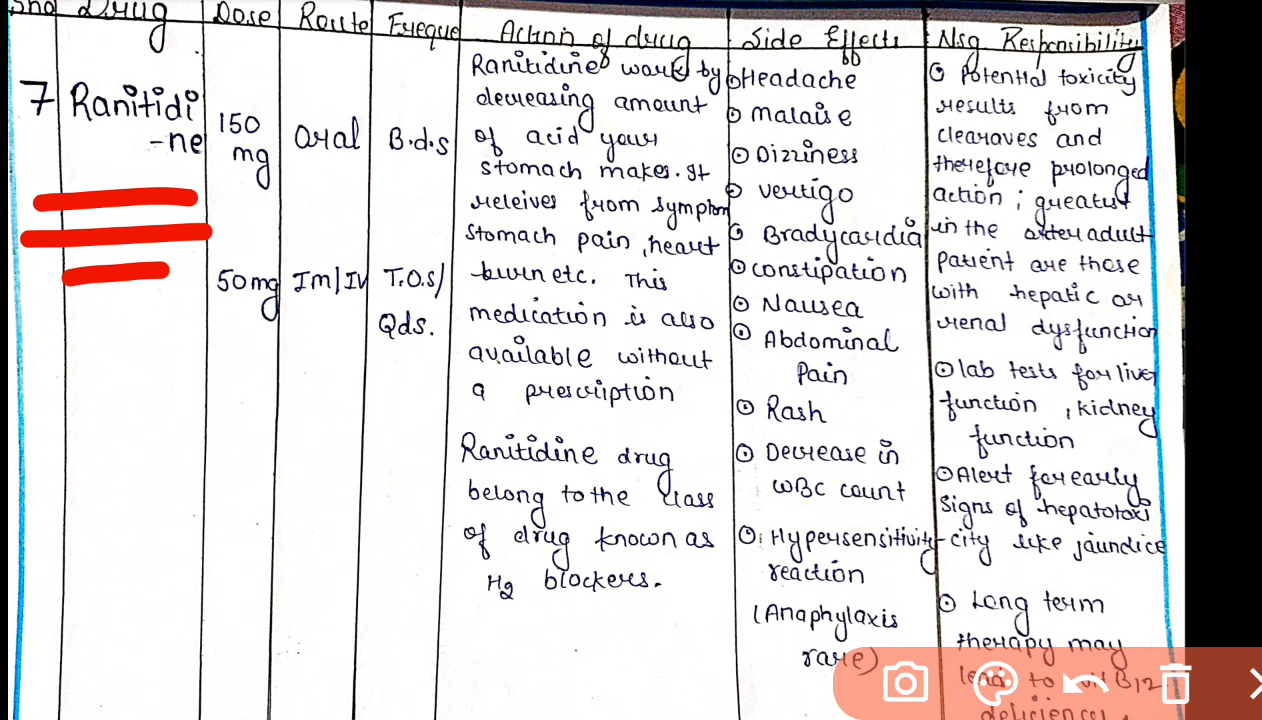 Drug Dose Route Freque Action of drug Side Effects Nsg Responsibility
7 Ranitidi
-ne
150
mg
Oral
B.d.s
50mg Im/Iv T.O.s/
Qds.
Ranitidine work by
decreasing amount
of acid your
stomach makes. It
releives from symptom
stomach pain, heart
burn etc. This
medication is also
available without
a prescription
Ranitidine drug
belong to the class
of drug known as
H2 blockers.
Headache
malaise
Dizziness
vertigo
Bradycardia
constipation
Nausea
Abdominal
Pain
Rash
Decrease in
WBC count
Hypersensitivity
reaction
(Anaphylaxis
rare)
Potential toxicity
results from
clearaves and
therefore prolonged
action ; greatest
in the adult
patient are those
with hepatic or
renal dysfunction
lab tests for liver
function, kidney
function
Alert for early
Signs of hepatotoxi
-city like jaundice
Long term
therapy may
lead to vit B12
deficiency.